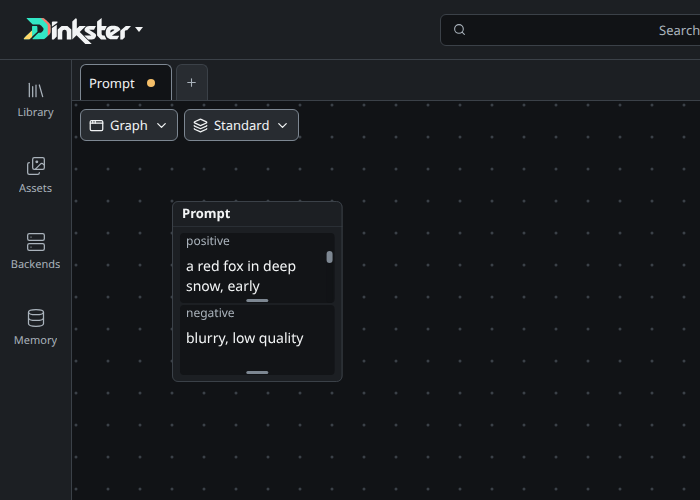 Dinkster
Search
Prompt
+
Library
Graph
Standard
Assets
Prompt
positive
a red fox in deep
snow, early
Backends
negative
blurry, low quality
Memory